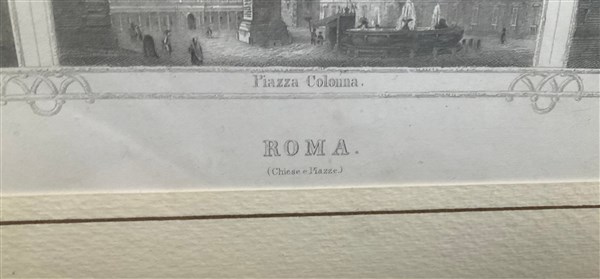 Piazza Colonna.
ROMA.
(Chiese e Piazze.)